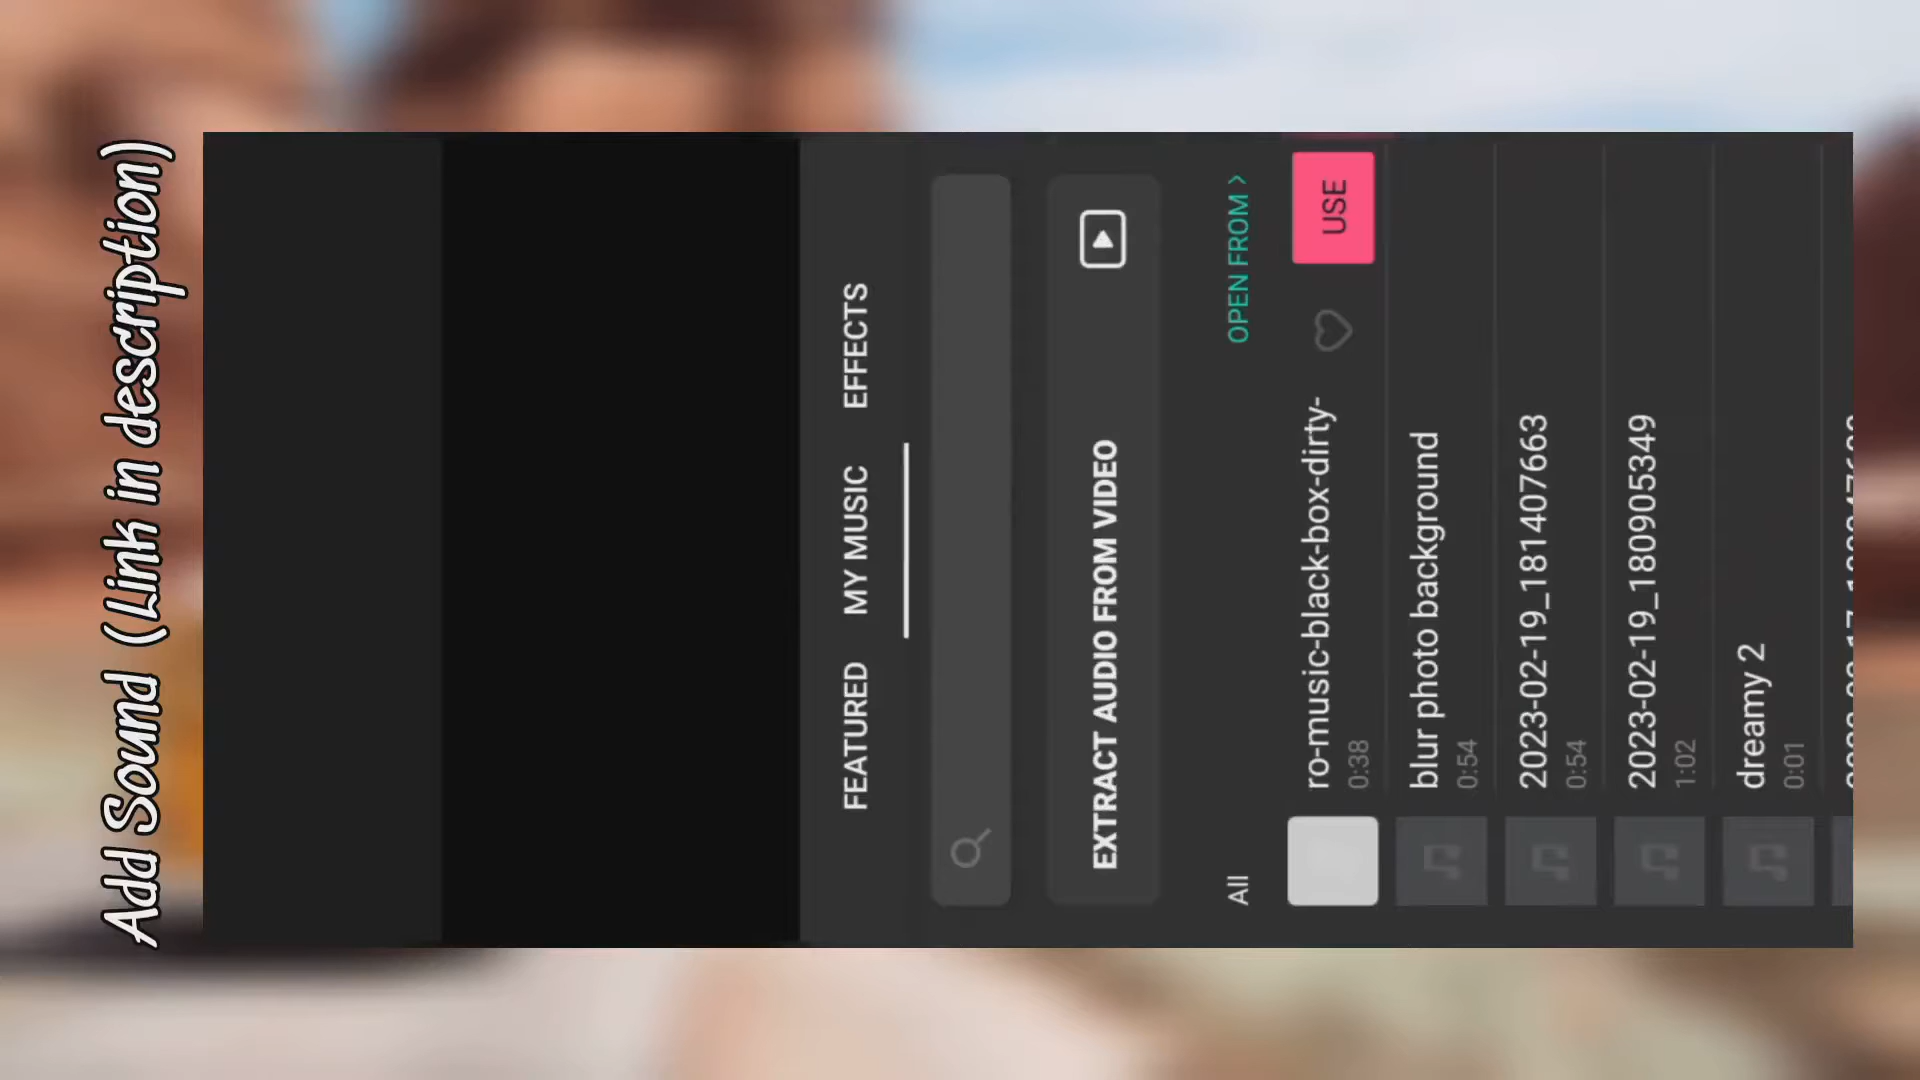 Add Sound (Link in description)
FEATURED MY MUSIC EFFECTS
EXTRACT AUDIO FROM VIDEO
All OPEN FROM >
ro-music-black-box-dirty-
0:38
USE
blur photo background
0:54
2023-02-19_181407663
0:54
2023-02-19_180905349
1:02
dreamy 2
0:01